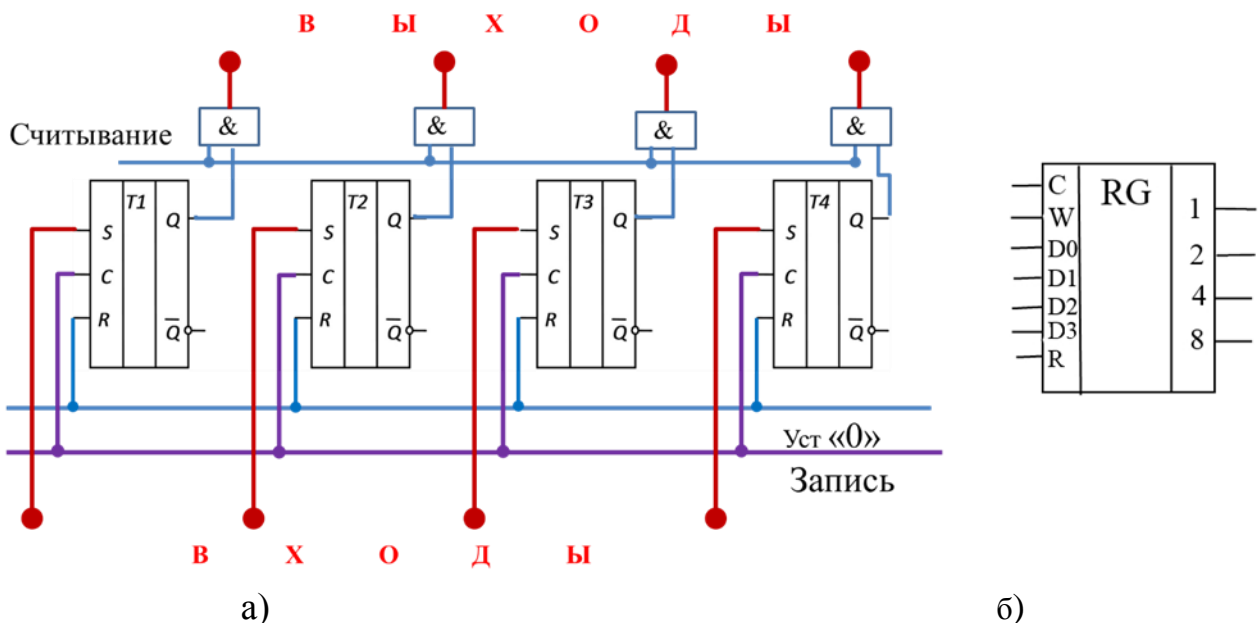 В Ы Х О Д Ы
& & & &
Считывание
T1 Q T2 Q T3 Q T4 Q
S S S S
C C C C
R Q̅ R Q̅ R Q̅ R Q̅
Уст «0»
Запись
В Х О Д Ы
а)
RG
C 1
W
D0 2
D1
D2 4
D3 8
R
б)